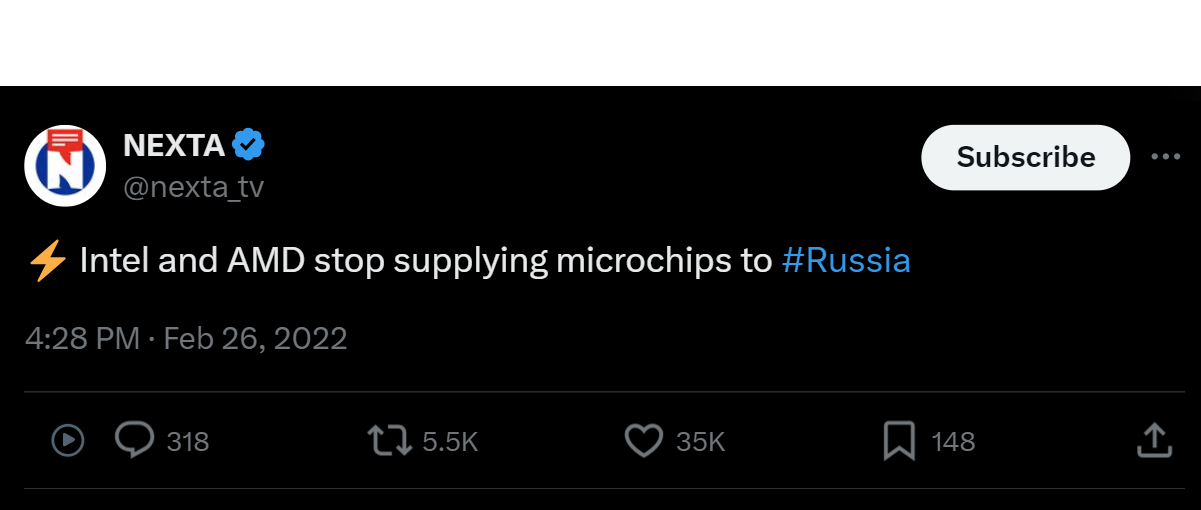 NEXTA
Subscribe
@nexta_tv
⚡ Intel and AMD stop supplying microchips to #Russia
4:28 PM · Feb 26, 2022
318 5.5K 35K 148